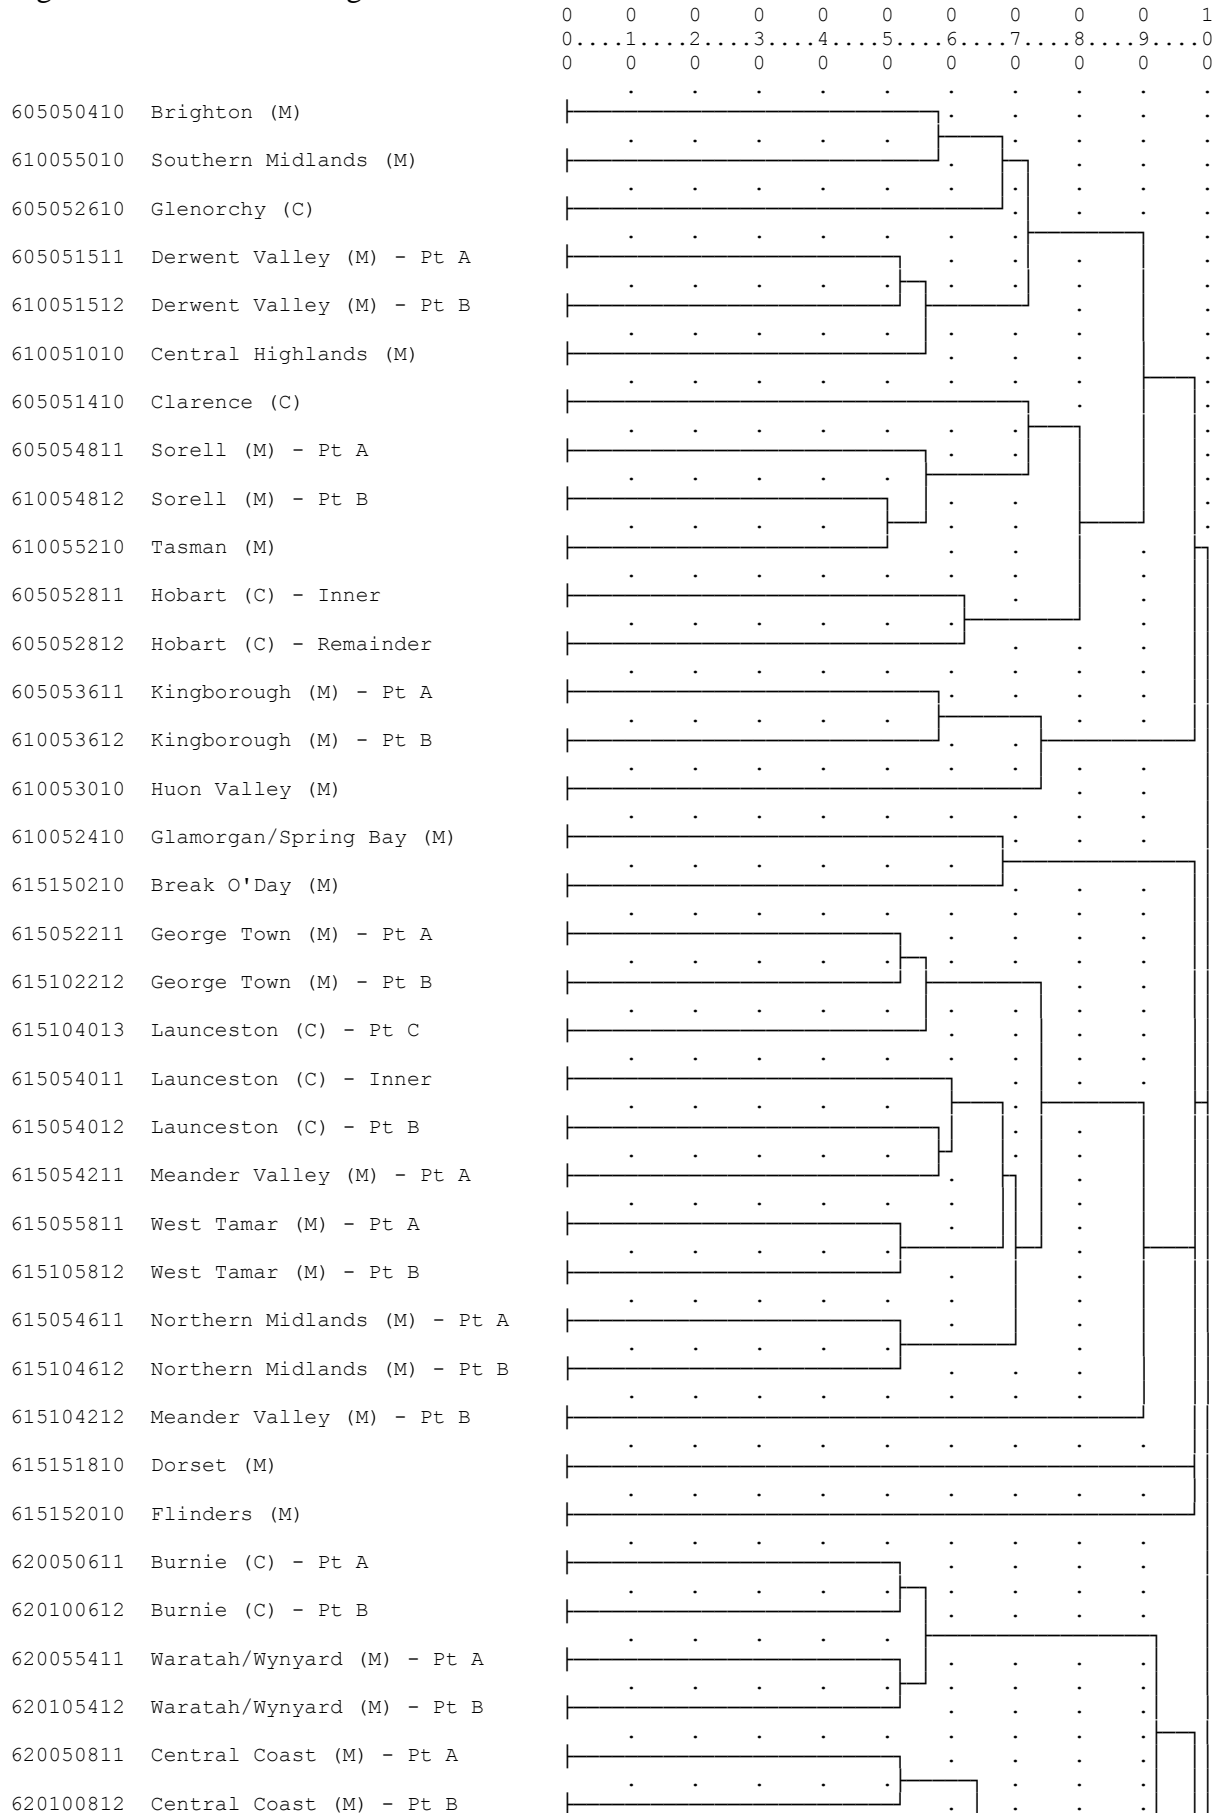 0 0 0 0 0 0 0 0 0 0 1
0....1....2....3....4....5....6....7....8....9....0
0 0 0 0 0 0 0 0 0 0 0
605050410 Brighton (M)
610055010 Southern Midlands (M)
605052610 Glenorchy (C)
605051511 Derwent Valley (M) - Pt A
610051512 Derwent Valley (M) - Pt B
610051010 Central Highlands (M)
605051410 Clarence (C)
605054811 Sorell (M) - Pt A
610054812 Sorell (M) - Pt B
610055210 Tasman (M)
605052811 Hobart (C) - Inner
605052812 Hobart (C) - Remainder
605053611 Kingborough (M) - Pt A
610053612 Kingborough (M) - Pt B
610053010 Huon Valley (M)
610052410 Glamorgan/Spring Bay (M)
615150210 Break O'Day (M)
615052211 George Town (M) - Pt A
615102212 George Town (M) - Pt B
615104013 Launceston (C) - Pt C
615054011 Launceston (C) - Inner
615054012 Launceston (C) - Pt B
615054211 Meander Valley (M) - Pt A
615055811 West Tamar (M) - Pt A
615105812 West Tamar (M) - Pt B
615054611 Northern Midlands (M) - Pt A
615104612 Northern Midlands (M) - Pt B
615104212 Meander Valley (M) - Pt B
615151810 Dorset (M)
615152010 Flinders (M)
620050611 Burnie (C) - Pt A
620100612 Burnie (C) - Pt B
620055411 Waratah/Wynyard (M) - Pt A
620105412 Waratah/Wynyard (M) - Pt B
620050811 Central Coast (M) - Pt A
620100812 Central Coast (M) - Pt B